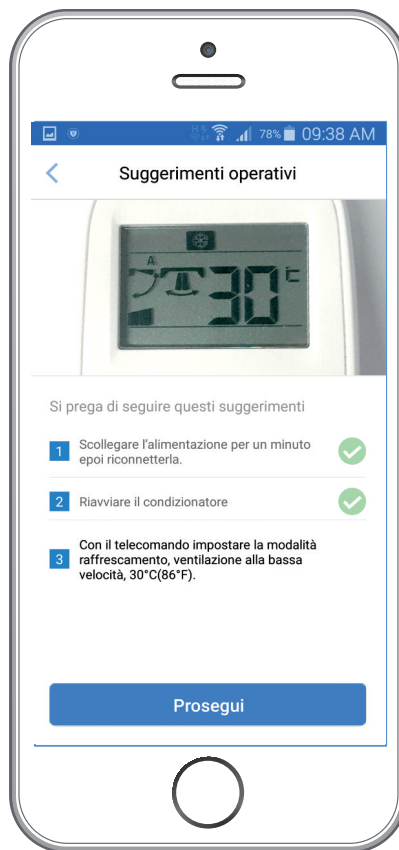 78% 09:38 AM
Suggerimenti operativi
A
30 °C
Si prega di seguire questi suggerimenti
1 Scollegare l'alimentazione per un minuto
epoi riconnetterla.
2 Riavviare il condizionatore
3 Con il telecomando impostare la modalità
raffrescamento, ventilazione alla bassa
velocità, 30°C(86°F).
Prosegui